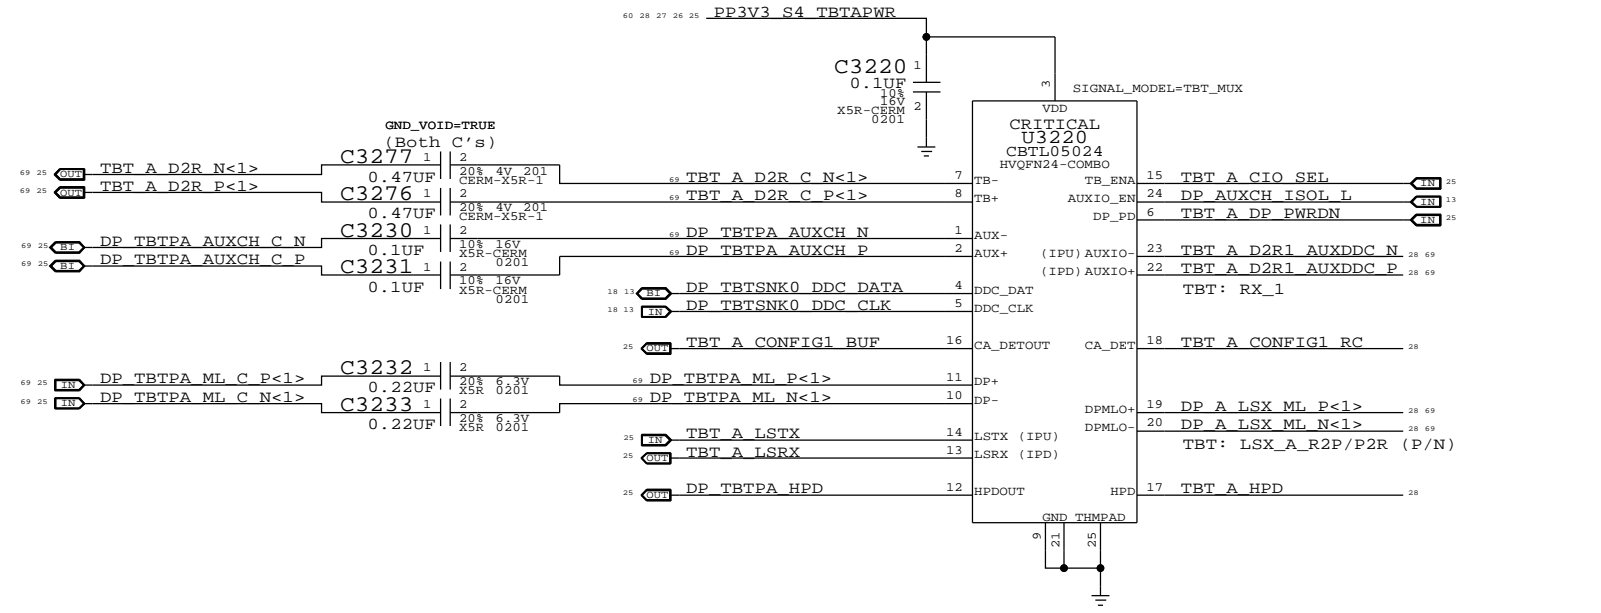 60 28 27 26 25 PP3V3_S4_TBTAPWR
C3220 1
0.1UF
10%
16V
X5R-CERM 2
0201
3
SIGNAL_MODEL=TBT_MUX
VDD
CRITICAL
U3220
CBTL05024
HVQFN24-COMBO
GND_VOID=TRUE
(Both C's)
69 25 OUT TBT_A_D2R_N<1> C3277 1 2
0.47UF 20% 4V 201
CERM-X5R-1
69 TBT_A_D2R_C_N<1> 7 TB-
TB_ENA 15 TBT_A_CIO_SEL IN 25
69 25 OUT TBT_A_D2R_P<1> C3276 1 2
0.47UF 20% 4V 201
CERM-X5R-1
69 TBT_A_D2R_C_P<1> 8 TB+
AUXIO_EN 24 DP_AUXCH_ISOL_L IN 13
DP_PD 6 TBT_A_DP_PWRDN IN 25
69 25 BI DP_TBTPA_AUXCH_C_N C3230 1 2
0.1UF 10% 16V
X5R-CERM
0201
69 DP_TBTPA_AUXCH_N 1 AUX-
69 25 BI DP_TBTPA_AUXCH_C_P C3231 1 2
0.1UF 10% 16V
X5R-CERM
0201
69 DP_TBTPA_AUXCH_P 2 AUX+
(IPU) AUXIO- 23 TBT_A_D2R1_AUXDDC_N 28 69
(IPD) AUXIO+ 22 TBT_A_D2R1_AUXDDC_P 28 69
TBT: RX_1
18 13 BI DP_TBTSNK0_DDC_DATA 4 DDC_DAT
18 13 IN DP_TBTSNK0_DDC_CLK 5 DDC_CLK
25 OUT TBT_A_CONFIG1_BUF 16 CA_DETOUT
CA_DET 18 TBT_A_CONFIG1_RC 28
69 25 IN DP_TBTPA_ML_C_P<1> C3232 1 2
0.22UF 20% 6.3V
X5R 0201
69 DP_TBTPA_ML_P<1> 11 DP+
69 25 IN DP_TBTPA_ML_C_N<1> C3233 1 2
0.22UF 20% 6.3V
X5R 0201
69 DP_TBTPA_ML_N<1> 10 DP-
DPMLO+ 19 DP_A_LSX_ML_P<1> 28 69
DPMLO- 20 DP_A_LSX_ML_N<1> 28 69
TBT: LSX_A_R2P/P2R (P/N)
25 IN TBT_A_LSTX 14 LSTX (IPU)
25 OUT TBT_A_LSRX 13 LSRX (IPD)
25 OUT DP_TBTPA_HPD 12 HPDOUT
HPD 17 TBT_A_HPD 28
GND THMPAD
9 21 25